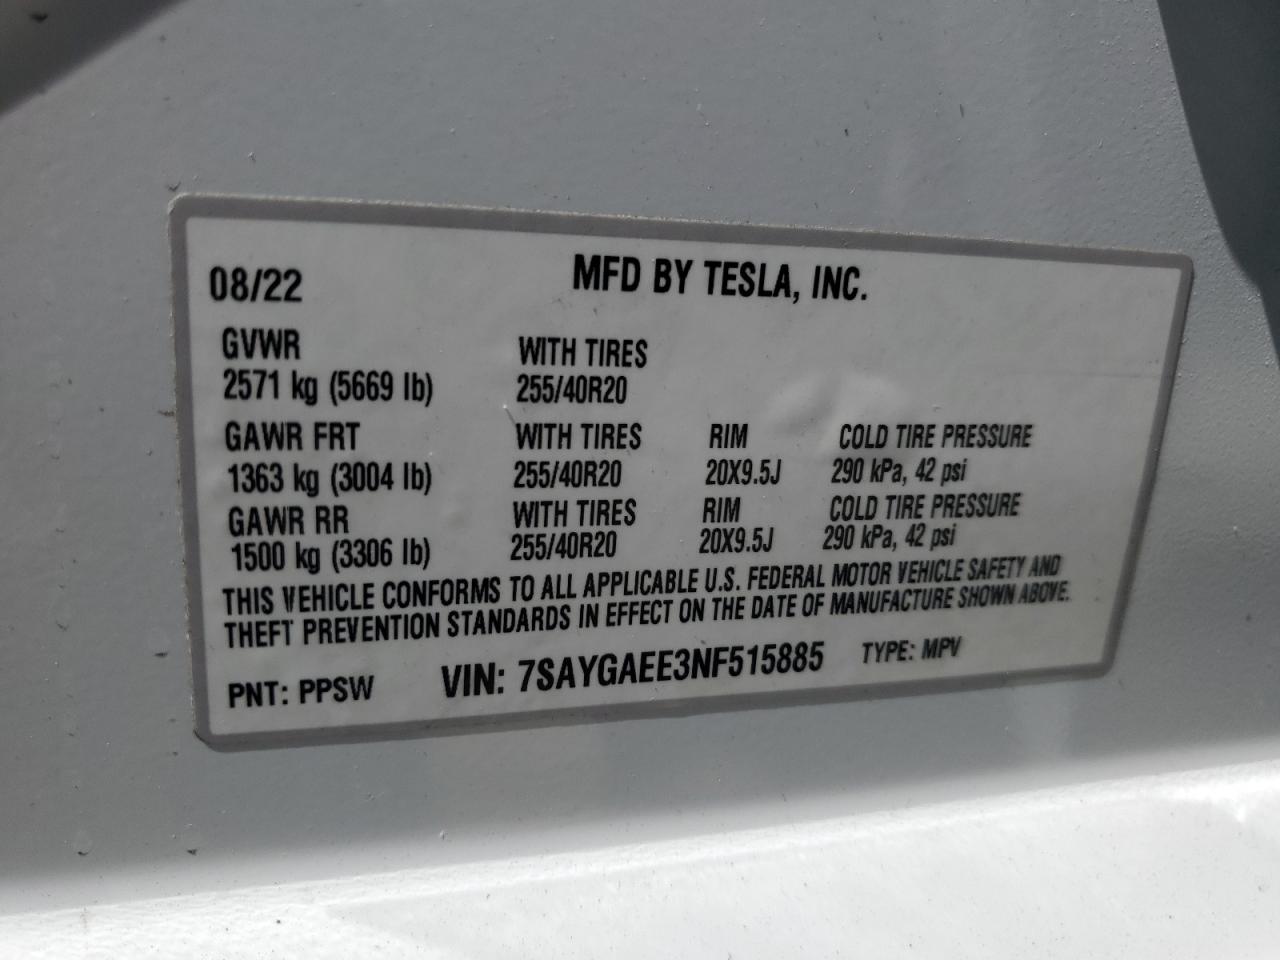 08/22 MFD BY TESLA, INC.
GVWR WITH TIRES
2571 kg (5669 lb) 255/40R20
GAWR FRT WITH TIRES RIM COLD TIRE PRESSURE
1363 kg (3004 lb) 255/40R20 20X9.5J 290 kPa, 42 psi
GAWR RR WITH TIRES RIM COLD TIRE PRESSURE
1500 kg (3306 lb) 255/40R20 20X9.5J 290 kPa, 42 psi
THIS VEHICLE CONFORMS TO ALL APPLICABLE U.S. FEDERAL MOTOR VEHICLE SAFETY AND
THEFT PREVENTION STANDARDS IN EFFECT ON THE DATE OF MANUFACTURE SHOWN ABOVE.
PNT: PPSW VIN: 7SAYGAEE3NF515885 TYPE: MPV